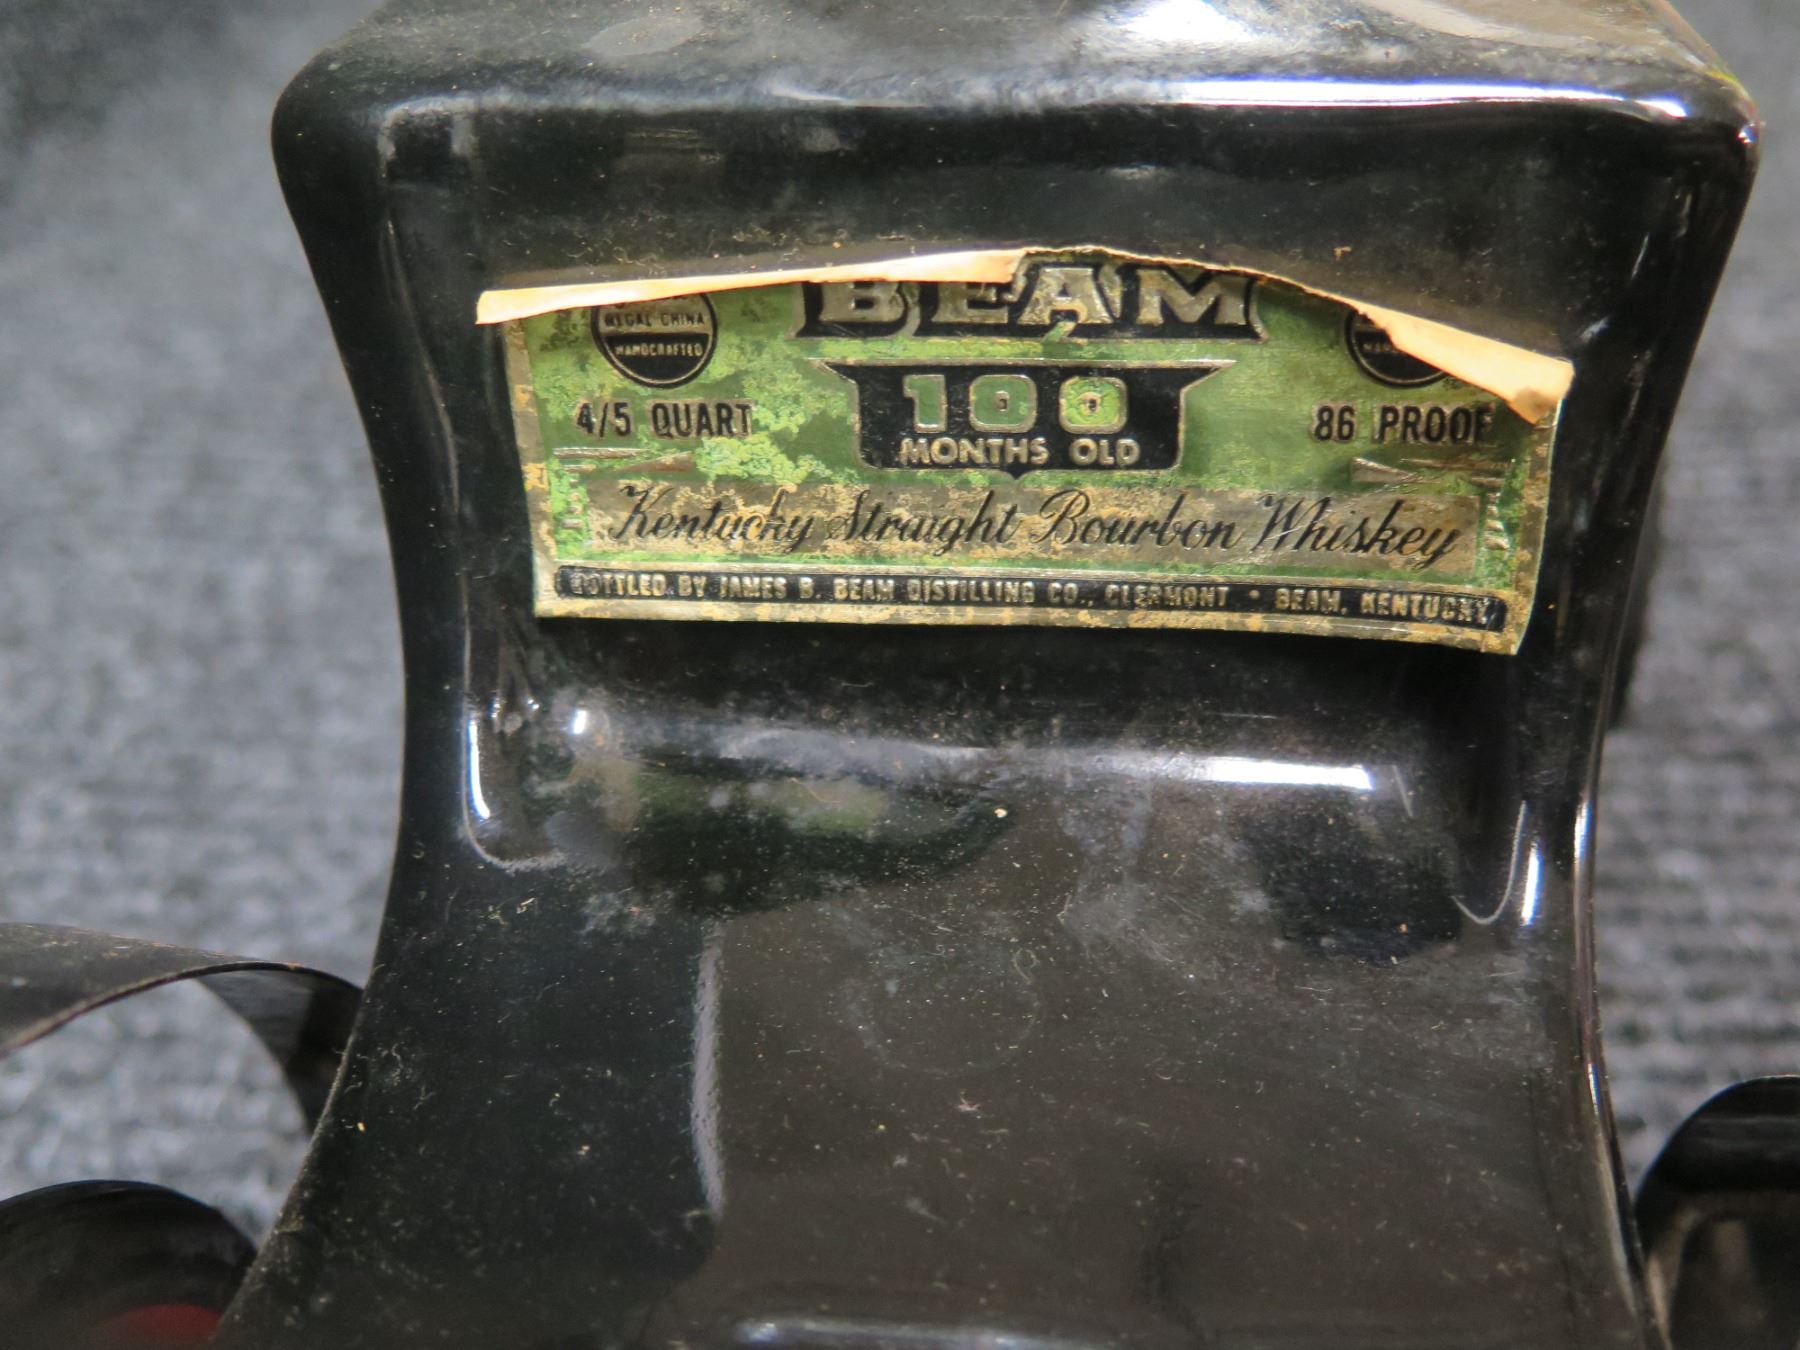 BEAM
REGAL CHINA
HANDCRAFTED
100
MONTHS OLD
4/5 QUART
86 PROOF
Kentucky Straight Bourbon Whiskey
BOTTLED BY JAMES B. BEAM DISTILLING CO., CLERMONT • BEAM, KENTUCKY